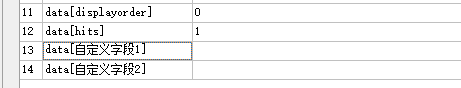 11 data[displayorder] 0
12 data[hits] 1
13 data[自定义字段1]
14 data[自定义字段2]